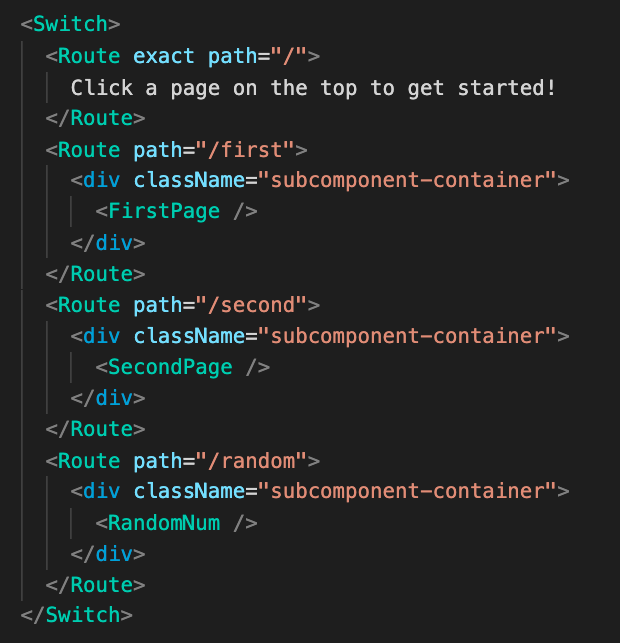 <Switch>
  <Route exact path="/">
    Click a page on the top to get started!
  </Route>
  <Route path="/first">
    <div className="subcomponent-container">
      <FirstPage />
    </div>
  </Route>
  <Route path="/second">
    <div className="subcomponent-container">
      <SecondPage />
    </div>
  </Route>
  <Route path="/random">
    <div className="subcomponent-container">
      <RandomNum />
    </div>
  </Route>
</Switch>